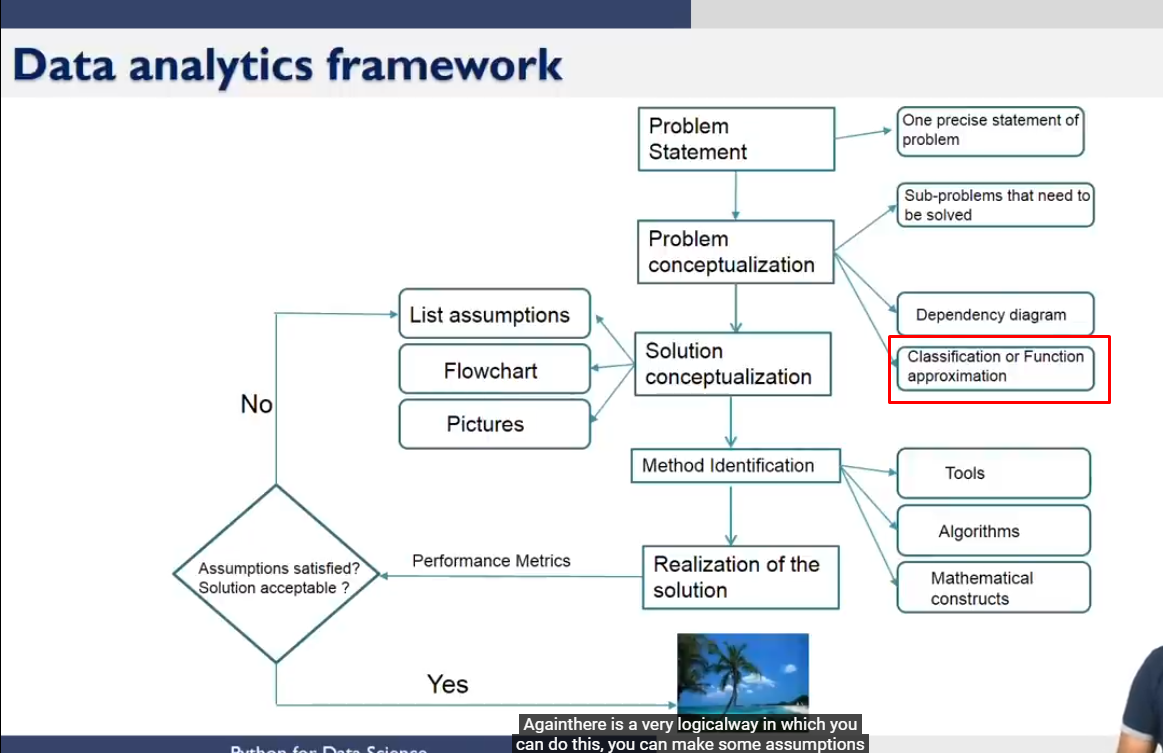 Data analytics framework
Problem
Statement
One precise statement of
problem
Sub-problems that need to
be solved
Problem
conceptualization
Dependency diagram
Classification or Function
approximation
List assumptions
Flowchart
Pictures
Solution
conceptualization
No
Method Identification
Tools
Algorithms
Mathematical
constructs
Performance Metrics
Realization of the
solution
Assumptions satisfied?
Solution acceptable ?
Yes
Againthere is a very logicalway in which you
can do this, you can make some assumptions
Python for Data Science